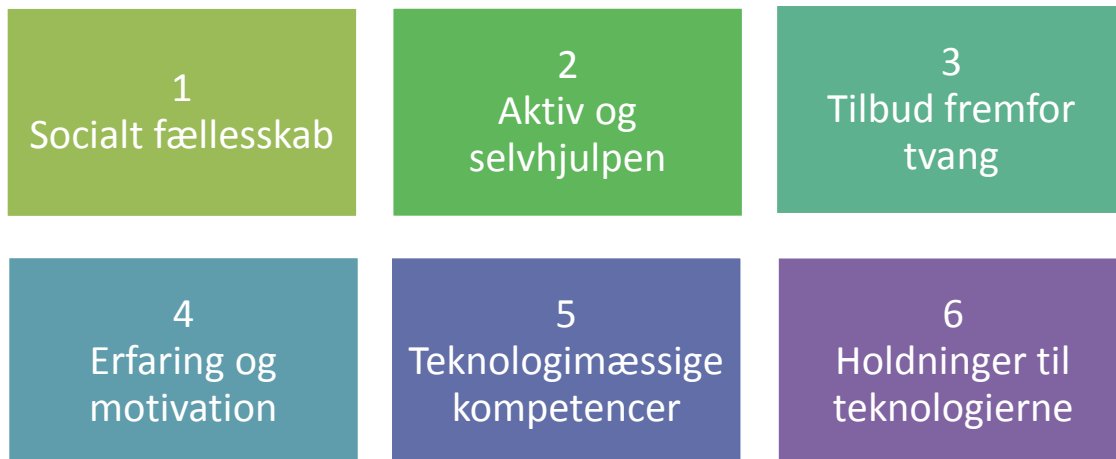 1
Socialt fællesskab
2
Aktiv og
selvhjulpen
3
Tilbud fremfor
tvang
4
Erfaring og
motivation
5
Teknologimæssige
kompetencer
6
Holdninger til
teknologierne